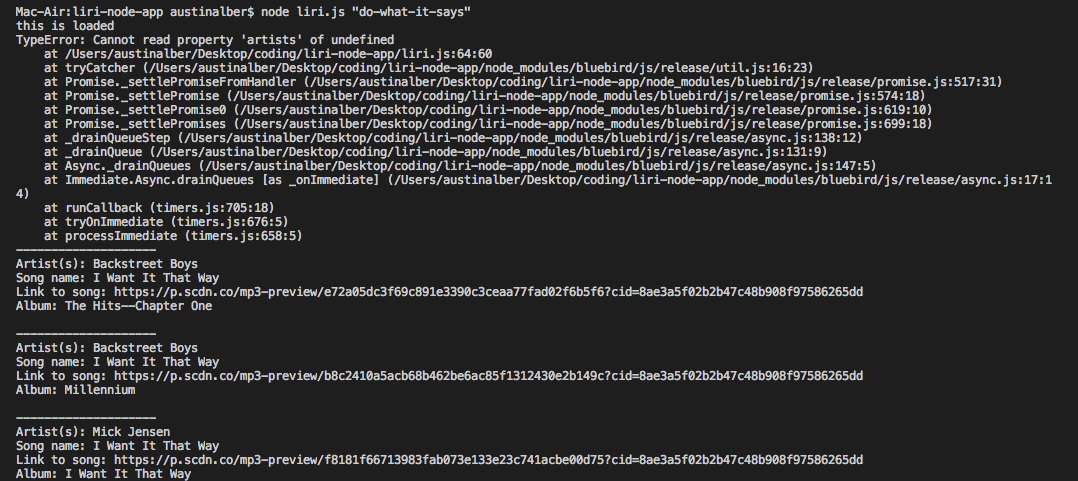 Mac-Air:liri-node-app austinalber$ node liri.js "do-what-it-says"
this is loaded
TypeError: Cannot read property 'artists' of undefined
    at /Users/austinalber/Desktop/coding/liri-node-app/liri.js:64:60
    at tryCatcher (/Users/austinalber/Desktop/coding/liri-node-app/node_modules/bluebird/js/release/util.js:16:23)
    at Promise._settlePromiseFromHandler (/Users/austinalber/Desktop/coding/liri-node-app/node_modules/bluebird/js/release/promise.js:517:31)
    at Promise._settlePromise (/Users/austinalber/Desktop/coding/liri-node-app/node_modules/bluebird/js/release/promise.js:574:18)
    at Promise._settlePromise0 (/Users/austinalber/Desktop/coding/liri-node-app/node_modules/bluebird/js/release/promise.js:619:10)
    at Promise._settlePromises (/Users/austinalber/Desktop/coding/liri-node-app/node_modules/bluebird/js/release/promise.js:699:18)
    at _drainQueueStep (/Users/austinalber/Desktop/coding/liri-node-app/node_modules/bluebird/js/release/async.js:138:12)
    at _drainQueue (/Users/austinalber/Desktop/coding/liri-node-app/node_modules/bluebird/js/release/async.js:131:9)
    at Async._drainQueues (/Users/austinalber/Desktop/coding/liri-node-app/node_modules/bluebird/js/release/async.js:147:5)
    at Immediate.Async.drainQueues [as _onImmediate] (/Users/austinalber/Desktop/coding/liri-node-app/node_modules/bluebird/js/release/async.js:17:1
4)
    at runCallback (timers.js:705:18)
    at tryOnImmediate (timers.js:676:5)
    at processImmediate (timers.js:658:5)
--------------------
Artist(s): Backstreet Boys
Song name: I Want It That Way
Link to song: https://p.scdn.co/mp3-preview/e72a05dc3f69c891e3390c3ceaa77fad02f6b5f6?cid=8ae3a5f02b2b47c48b908f97586265dd
Album: The Hits--Chapter One

--------------------
Artist(s): Backstreet Boys
Song name: I Want It That Way
Link to song: https://p.scdn.co/mp3-preview/b8c2410a5acb68b462be6ac85f1312430e2b149c?cid=8ae3a5f02b2b47c48b908f97586265dd
Album: Millennium

--------------------
Artist(s): Mick Jensen
Song name: I Want It That Way
Link to song: https://p.scdn.co/mp3-preview/f8181f66713983fab073e133e23c741acbe00d75?cid=8ae3a5f02b2b47c48b908f97586265dd
Album: I Want It That Way